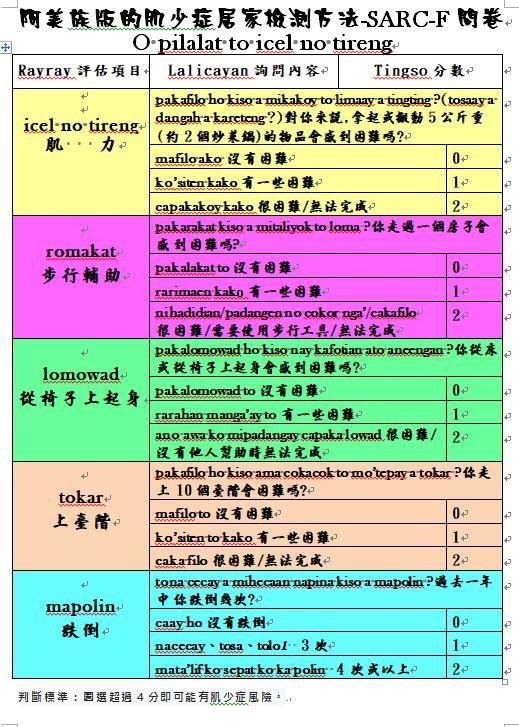 阿美族版的肌少症居家檢測方法-SARC-F 問卷
O pilalat to icel no tireng
Rayray 評估項目 Lalicayan 詢問內容 Tingso 分數
icel no tireng
肌 力
pakafilo ho kiso a mikakoy to limaay a tingting ?(tosaay a
dangah a kareteng ?)對你來說,拿起或搬動 5 公斤重
(約 2 個炒菜鍋)的物品會感到困難嗎?
mafilo ako 沒有困難 0
ko'siten kako 有一些困難 1
capakakoy kako 很困難/無法完成 2
romakat
步行輔助
pakarakat kiso a mitaliyok to loma ?你走過一個房子會
感到困難嗎?
pakalakat to 沒有困難 0
rarimaen kako 有一些困難 1
nihadidian/padangen no cokor nga'/cakafilo
很困難/需要使用步行工具/無法完成 2
lomowad
從椅子上起身
pakalomowad ho kiso nay kafotian ato aneengan ?你從床
或從椅子上起身會感到困難嗎?
pakalomowad to 沒有困難 0
rarahan manga'ay to 有一些困難 1
ano awa ko mipadangay capaka lowad 很困難/
沒有他人幫助時無法完成 2
tokar
上臺階
pakafilo ho kiso ama cokacok to mo'tepay a tokar ?你走
上 10 個臺階會困難嗎?
mafilo to 沒有困難 0
ko'siten to kako 有一些困難 1
caka filo 很困難/無法完成 2
mapolin
跌倒
tona cecay a mihecaan napina kiso a mapolin ?過去一年
中你跌倒幾次?
caay ho 沒有跌倒 0
nacecay、tosa、tolo1 3 次 1
mata'lif ko sepat ko ka polin 4 次或以上 2
判斷標準：圈選超過 4 分即可能有肌少症風險。